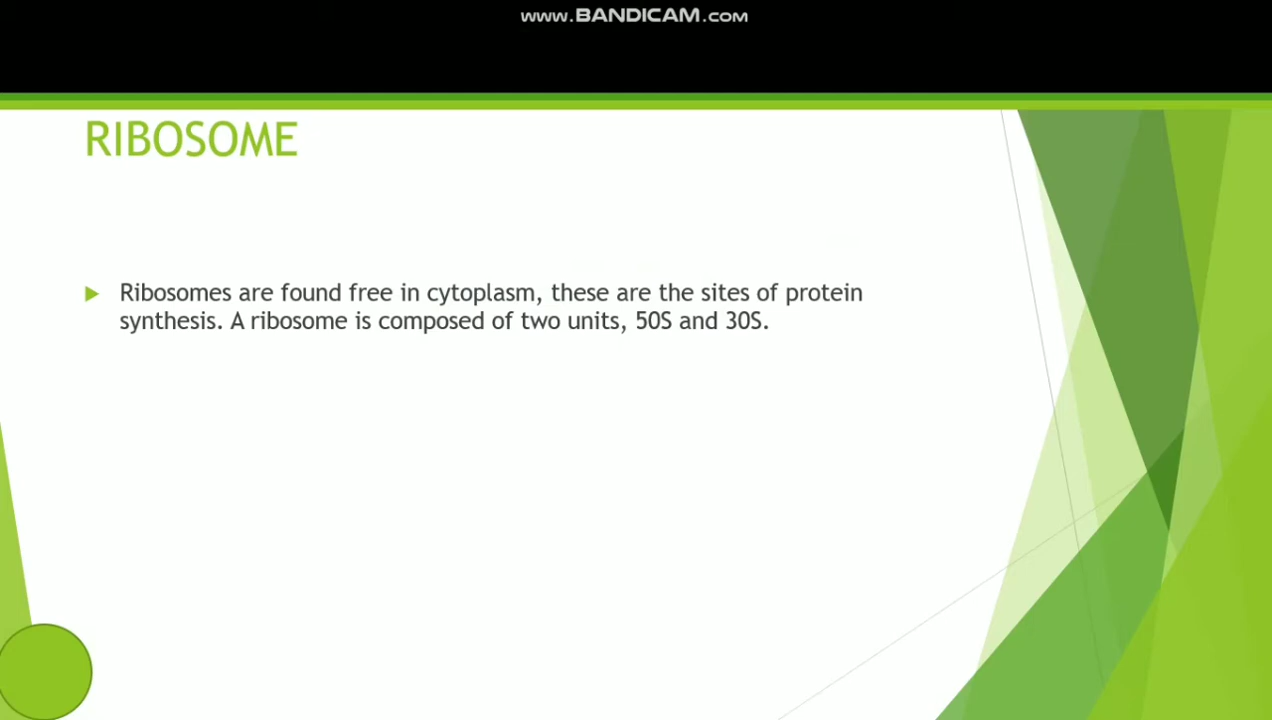 www.BANDICAM.com
RIBOSOME
Ribosomes are found free in cytoplasm, these are the sites of protein
synthesis. A ribosome is composed of two units, 50S and 30S.